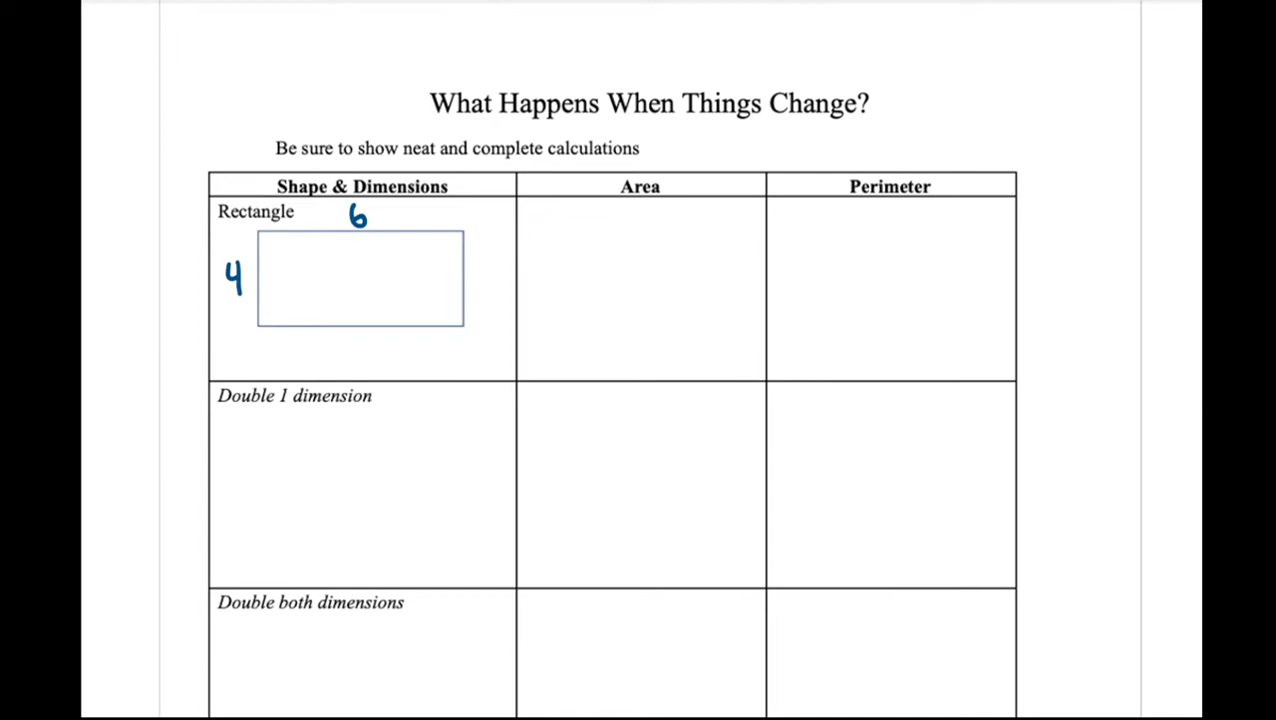 What Happens When Things Change?
Be sure to show neat and complete calculations
Shape & Dimensions Area Perimeter
Rectangle 6
4
Double 1 dimension
Double both dimensions